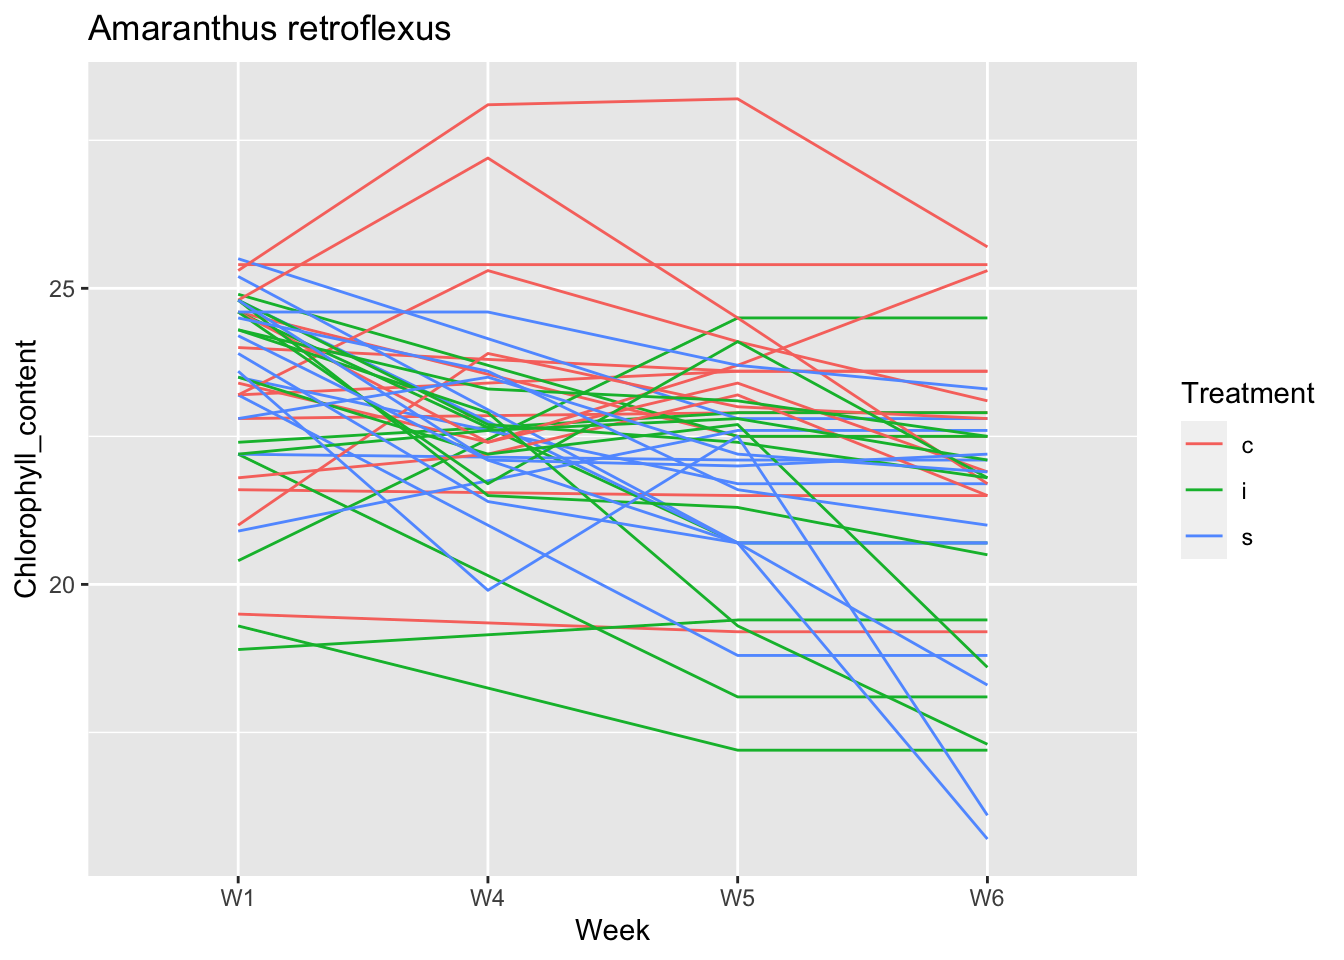 Amaranthus retroflexus
Chlorophyll_content
25
20
W1 W4 W5 W6
Week
Treatment
c
i
s